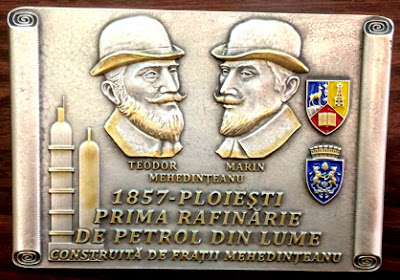 TEODOR MARIN
MEHEDINȚEANU
1857-PLOIEȘTI
PRIMA RAFINĂRIE
DE PETROL DIN LUME
CONSTRUITĂ DE FRAȚII MEHEDINȚEANU